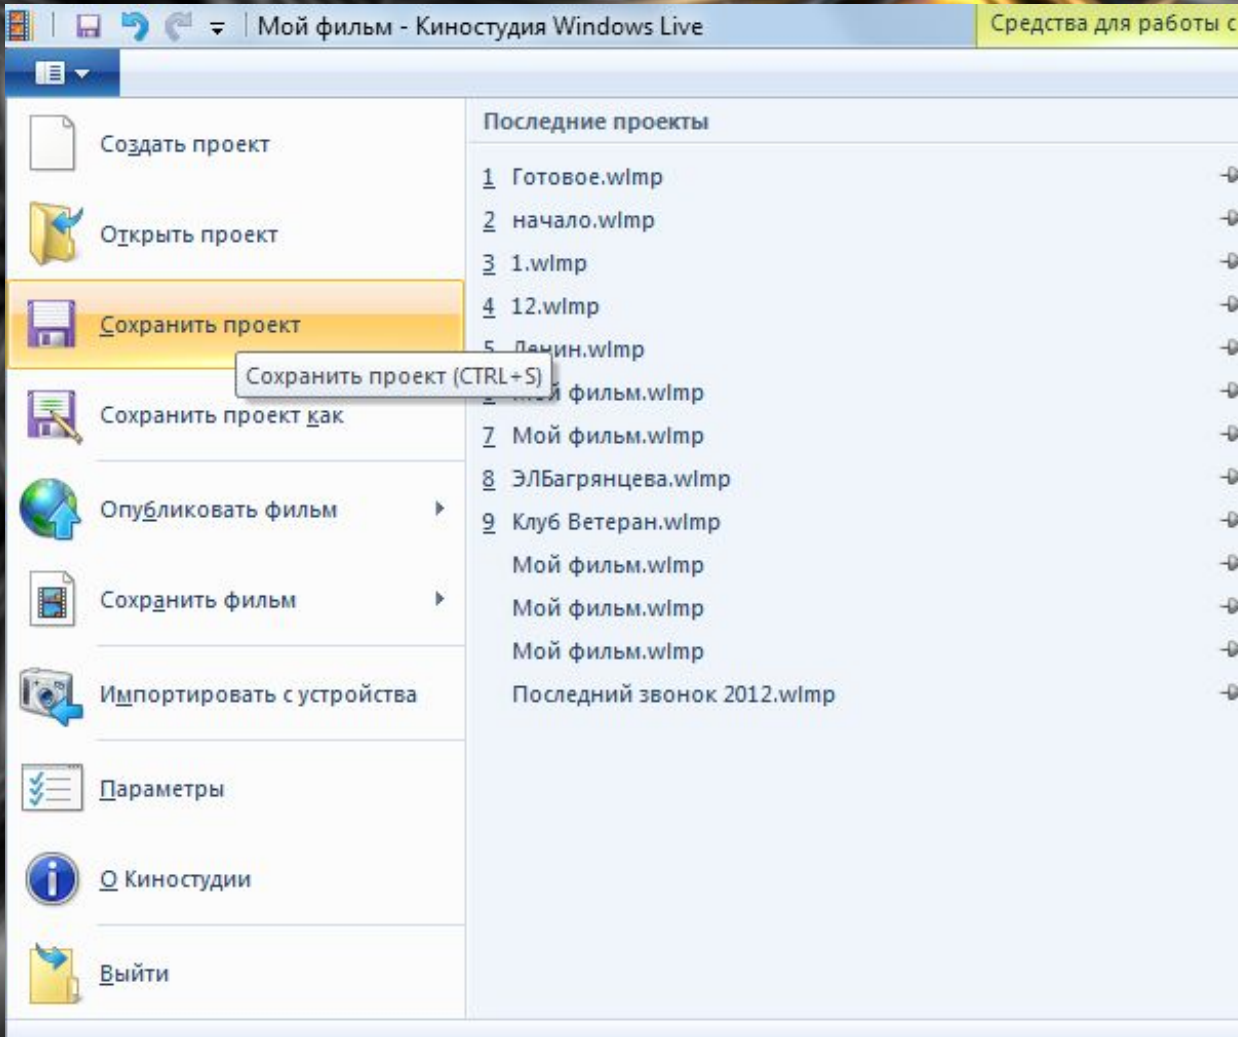 Мой фильм - Киностудия Windows Live
Средства для работы с
Создать проект
Открыть проект
Сохранить проект
Сохранить проект (CTRL+S)
Сохранить проект как
Опубликовать фильм
Сохранить фильм
Импортировать с устройства
Параметры
О Киностудии
Выйти
Последние проекты
1 Готовое.wlmp
2 начало.wlmp
3 1.wlmp
4 12.wlmp
5 Ленин.wlmp
фильм.wlmp
7 Мой фильм.wlmp
8 ЭЛБагрянцева.wlmp
9 Клуб Ветеран.wlmp
Мой фильм.wlmp
Мой фильм.wlmp
Мой фильм.wlmp
Последний звонок 2012.wlmp